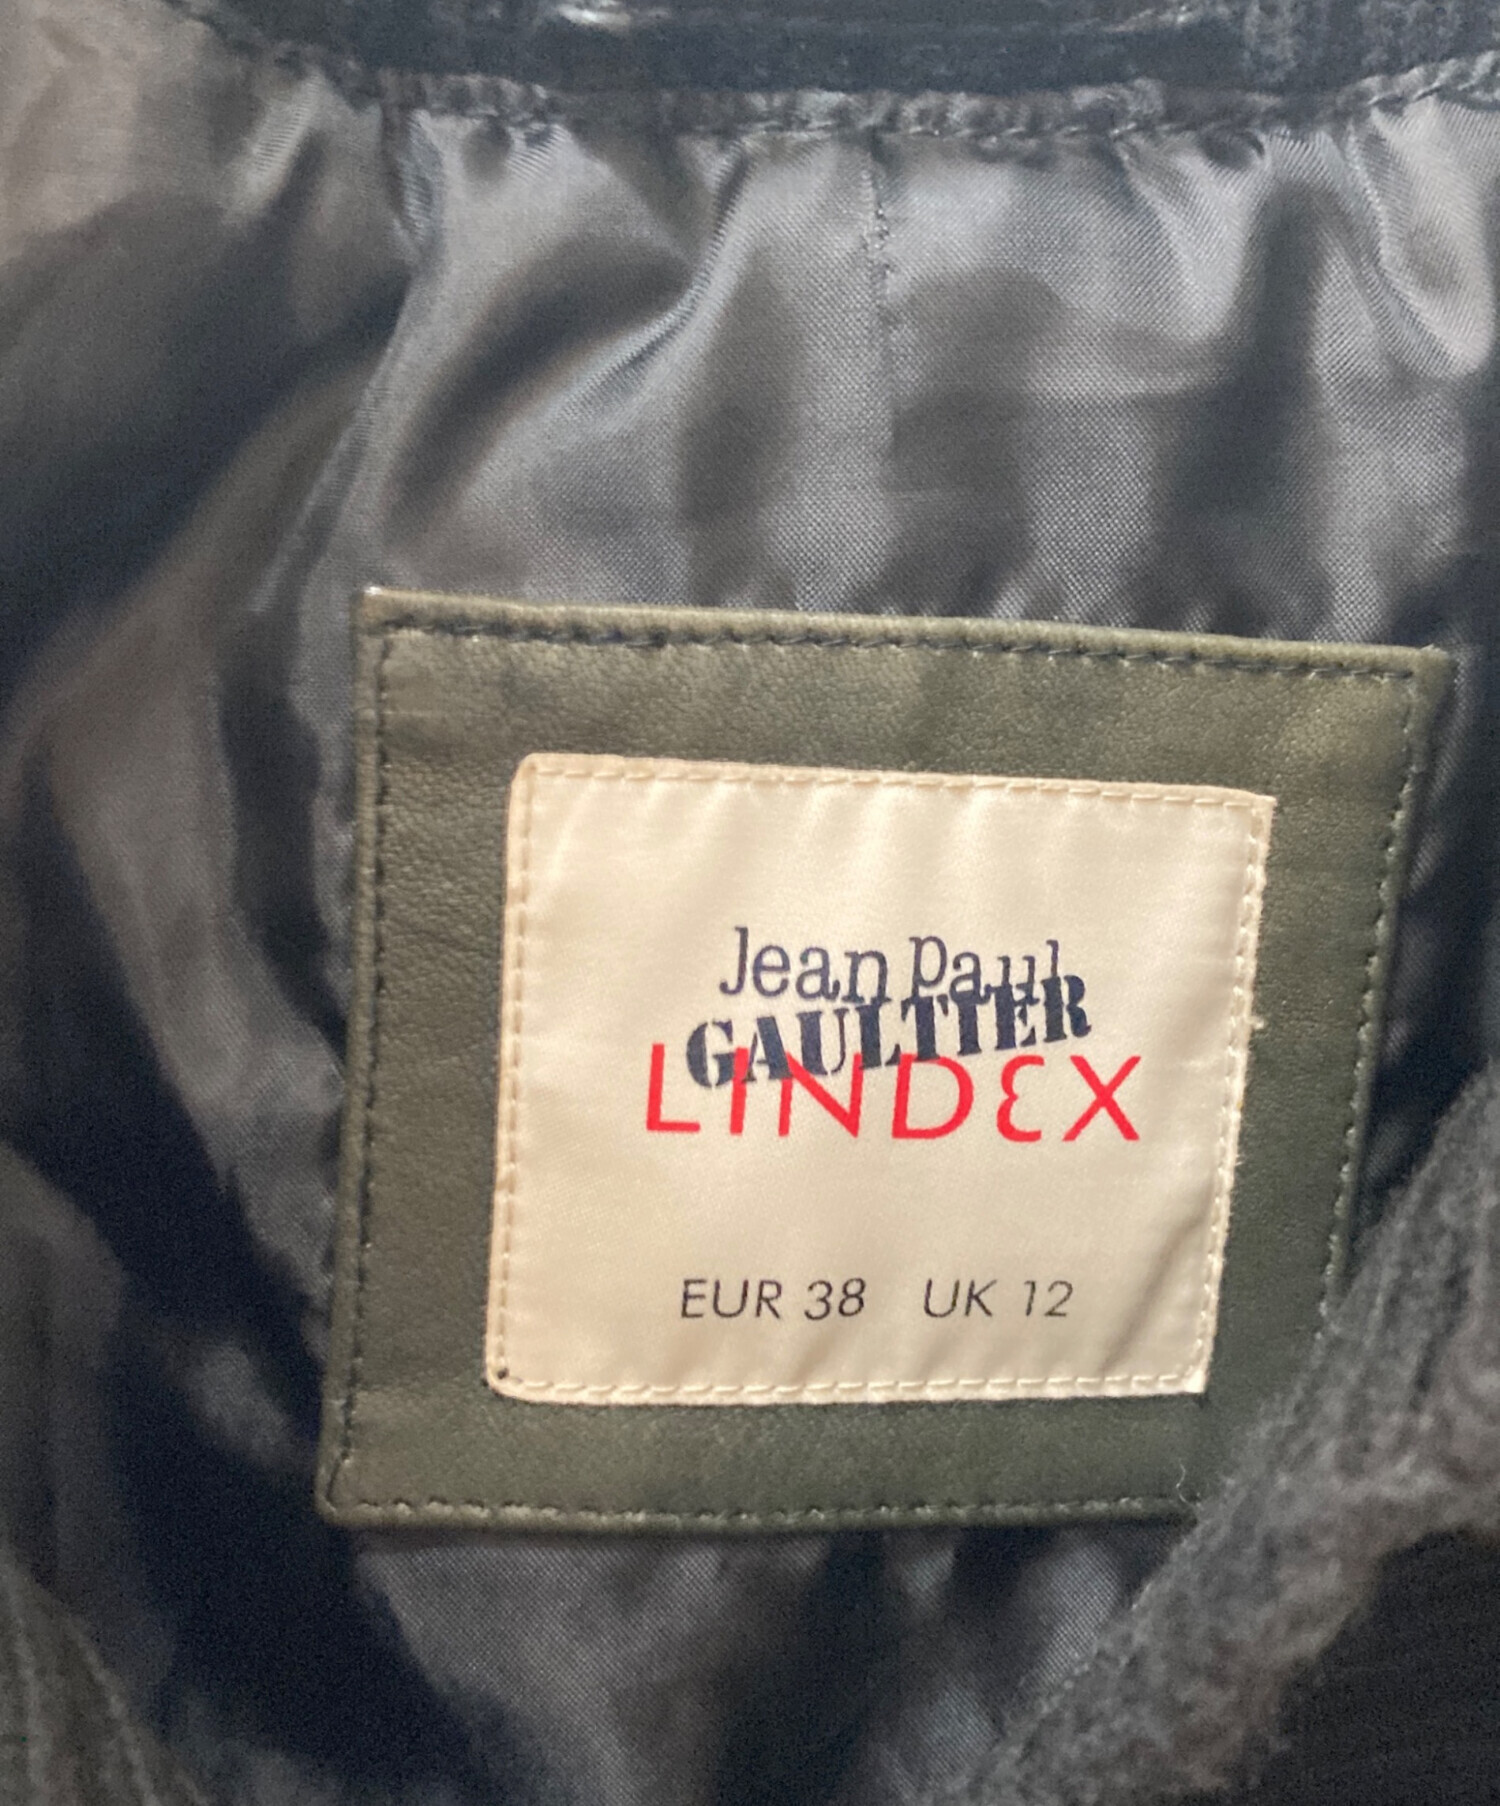 Jean Paul
GAULTIER
LINDEX
EUR 38 UK 12